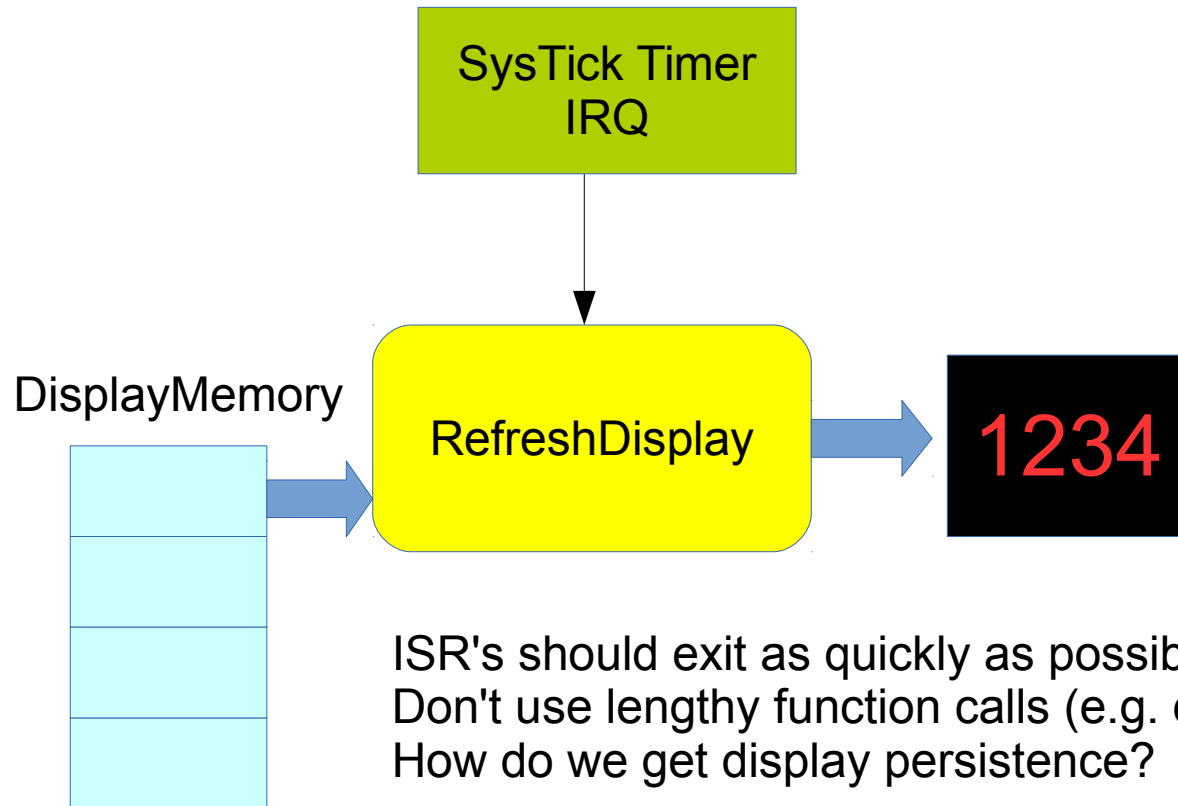 SysTick Timer
IRQ
DisplayMemory
RefreshDisplay
1234
ISR's should exit as quickly as
Don't use lengthy function calls (e.g.
How do we get display persistence?